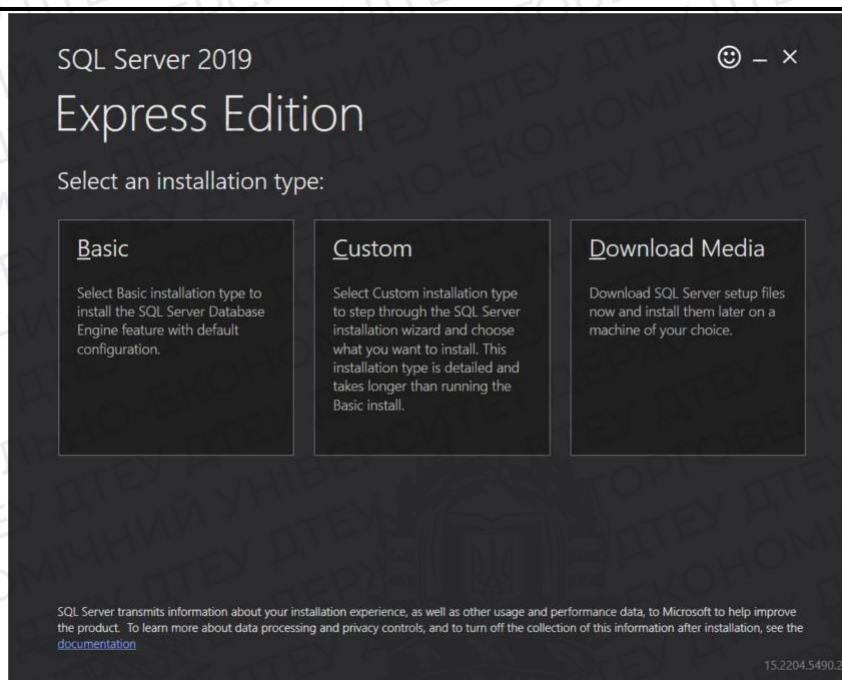 SQL Server 2019
Express Edition
Select an installation type:
Basic
Select Basic installation type to
install the SQL Server Database
Engine feature with default
configuration.
Custom
Select Custom installation type
to step through the SQL Server
installation wizard and choose
what you want to install. This
installation type is detailed and
takes longer than running the
Basic install.
Download Media
Download SQL Server setup files
now and install them later on a
machine of your choice.
SQL Server transmits information about your installation experience, as well as other usage and performance data, to Microsoft to help improve
the product. To learn more about data processing and privacy controls, and to turn off the collection of this information after installation, see the
documentation
15.2204.5490.2